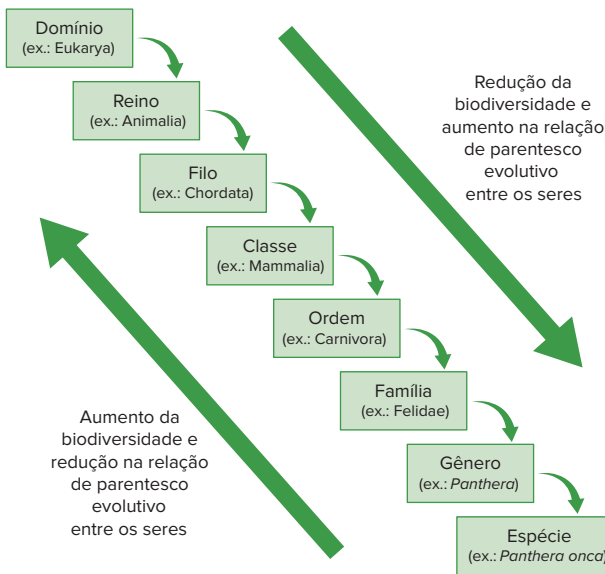 Domínio
(ex.: Eukarya)
Reino
(ex.: Animalia)
Filo
(ex.: Chordata)
Classe
(ex.: Mammalia)
Ordem
(ex.: Carnivora)
Família
(ex.: Felidae)
Gênero
(ex.: Panthera)
Espécie
(ex.: Panthera onca)
Redução da
biodiversidade e
aumento na relação
de parentesco
evolutivo
entre os seres
Aumento da
biodiversidade e
redução na relação
de parentesco
evolutivo
entre os seres